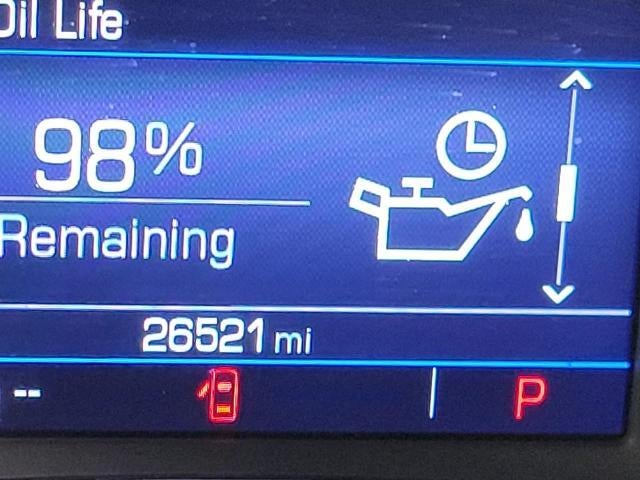 Oil Life
98%
Remaining
26521 mi
-- P